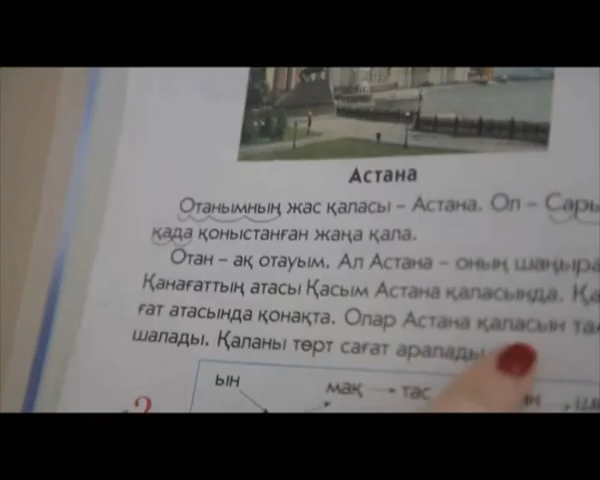 Астана
Отанымның жас қаласы – Астана. Ол – Сары
қада қоныстанған жаңа қала.
Отан – ақ отауым. Ал Астана – оның шаңыра
Қанағаттың атасы Қасым Астана қаласында. Қа
ғат атасында қонақта. Олар Астана қаласын та
шалады. Қаланы төрт сағат аралады
ын мақ → тас
?